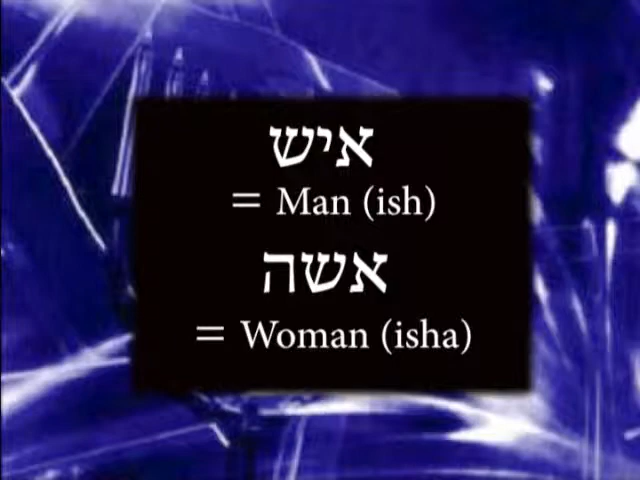 איש
= Man (ish)
אשה
= Woman (isha)